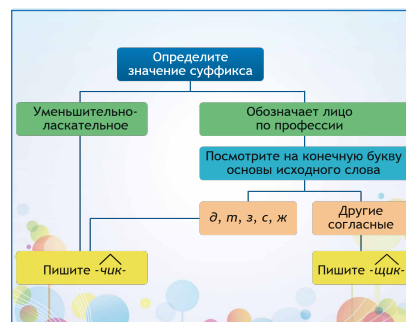 Определите
значение суффикса
Уменьшительно-
ласкательное
Обозначает лицо
по профессии
Посмотрите на конечную букву
основы исходного слова
д, т, з, с, ж
Другие
согласные
Пишите -чик-
Пишите -щик-